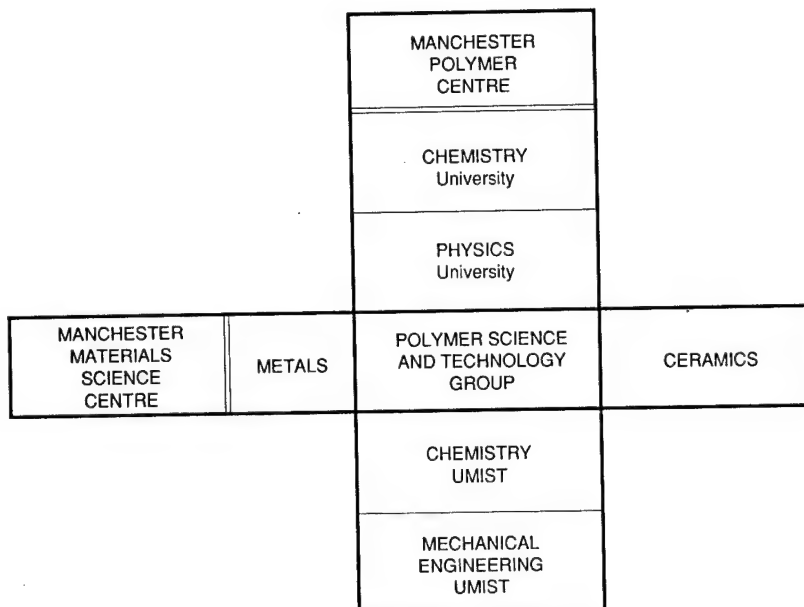 MANCHESTER
POLYMER
CENTRE
CHEMISTRY
University
PHYSICS
University
MANCHESTER
MATERIALS
SCIENCE
CENTRE
METALS
POLYMER SCIENCE
AND TECHNOLOGY
GROUP
CERAMICS
CHEMISTRY
UMIST
MECHANICAL
ENGINEERING
UMIST